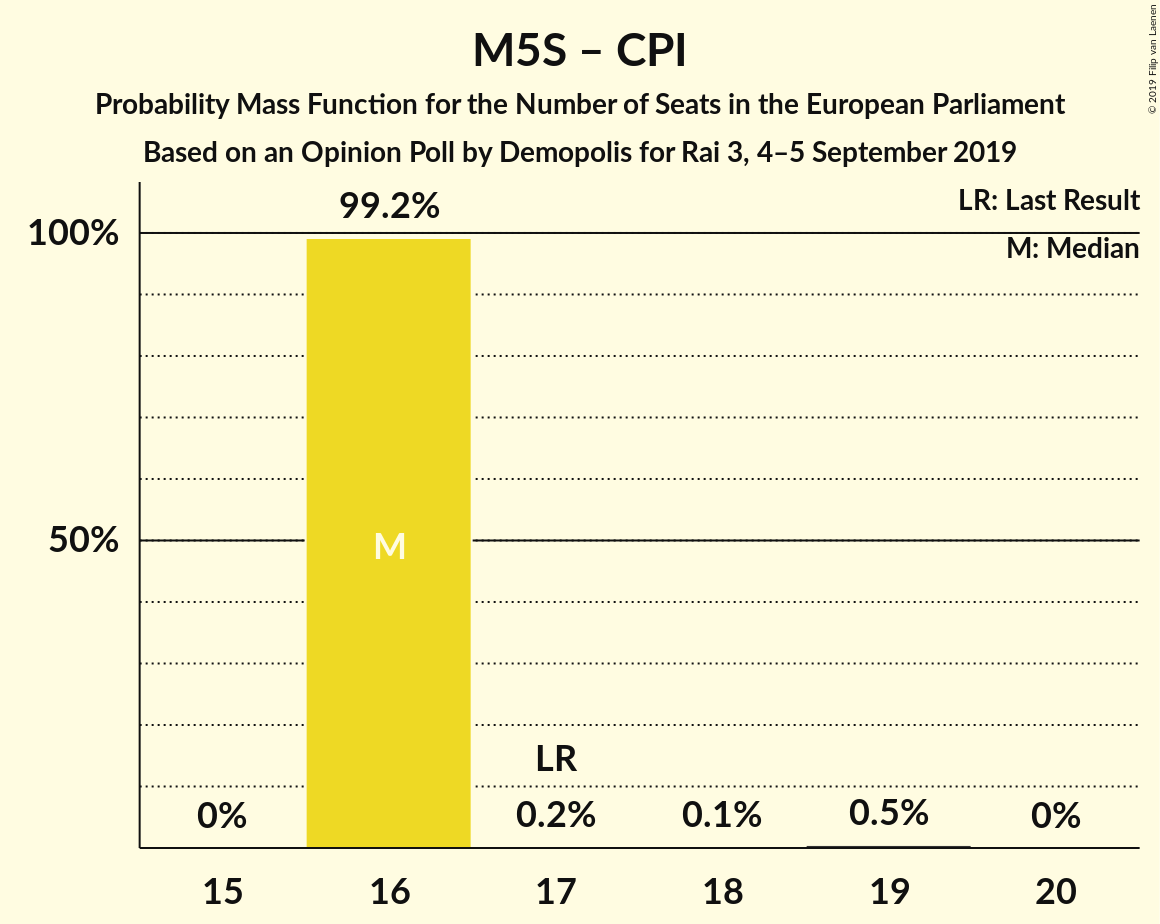 M5S – CPI
Probability Mass Function for the Number of Seats in the European Parliament
Based on an Opinion Poll by Demopolis for Rai 3, 4–5 September 2019
© 2019 Filip van Laenen
LR: Last Result
M: Median
99.2%
100%
50%
M
LR
0%
0.2%
0.1%
0.5%
0%
15 16 17 18 19 20